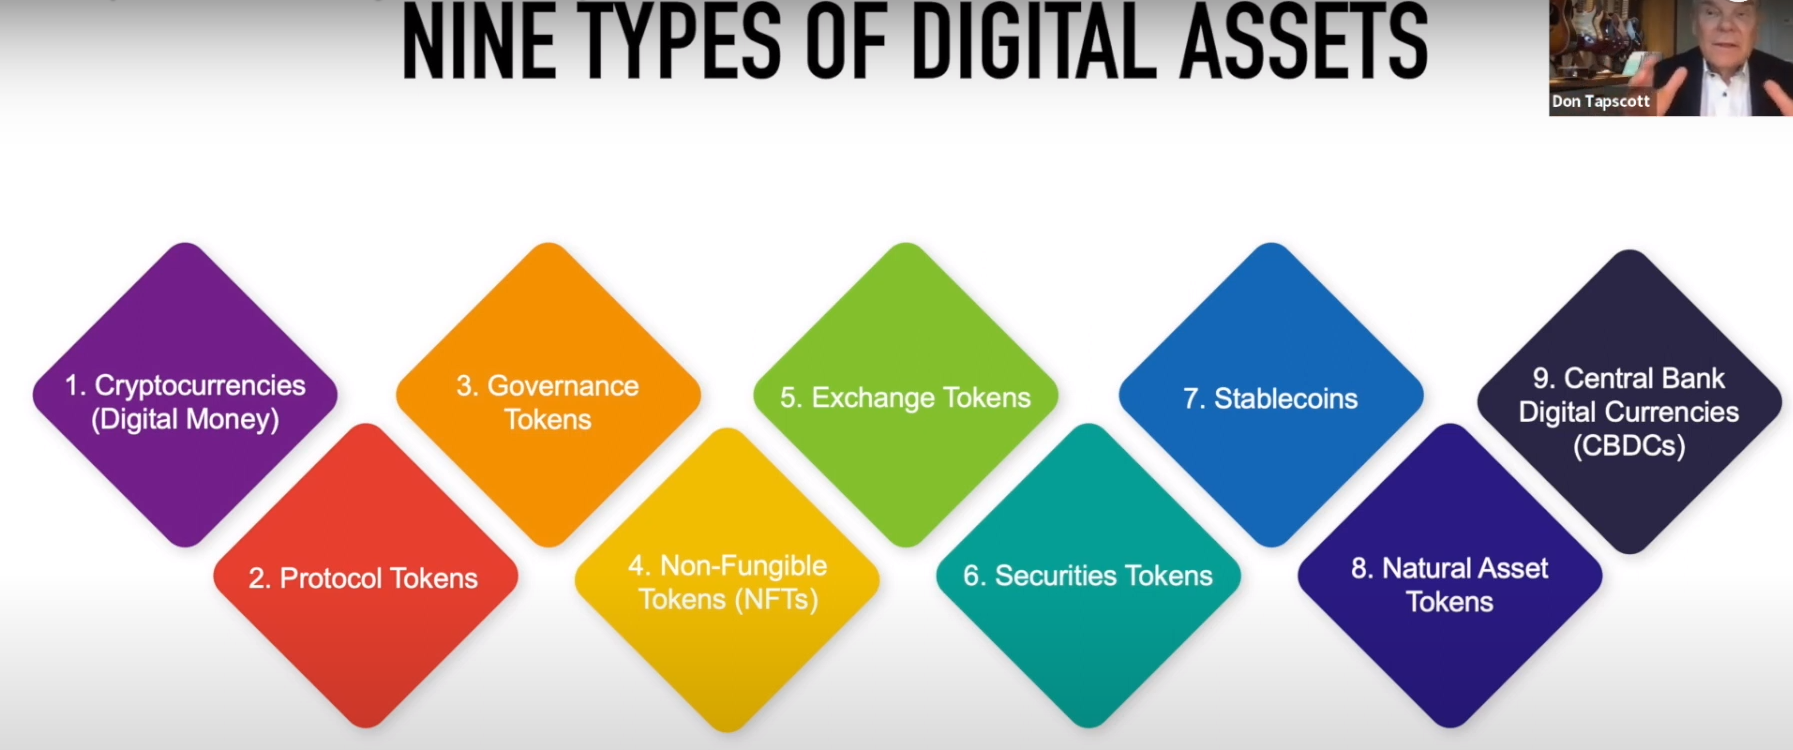 NINE TYPES OF DIGITAL ASSETS
Don Tapscott
1. Cryptocurrencies
(Digital Money)
2. Protocol Tokens
3. Governance
Tokens
4. Non-Fungible
Tokens (NFTs)
5. Exchange Tokens
6. Securities Tokens
7. Stablecoins
8. Natural Asset
Tokens
9. Central Bank
Digital Currencies
(CBDCs)